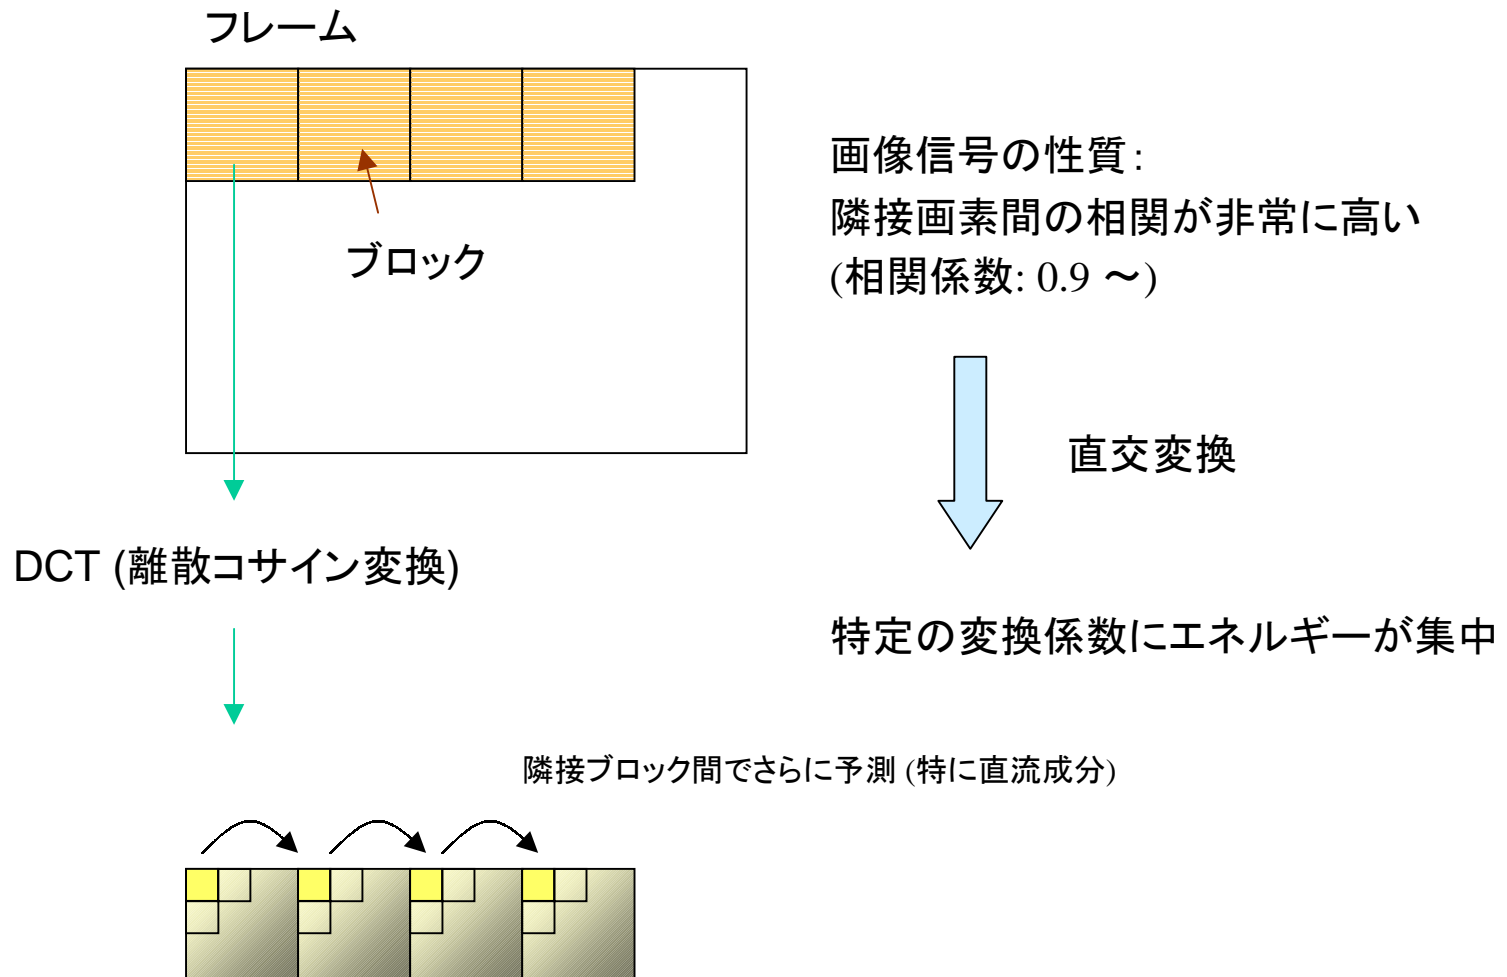 フレーム
ブロック
画像信号の性質:
隣接画素間の相関が非常に高い
(相関係数: 0.9 ～)
直交変換
DCT (離散コサイン変換)
特定の変換係数にエネルギーが集中
隣接ブロック間でさらに予測 (特に直流成分)